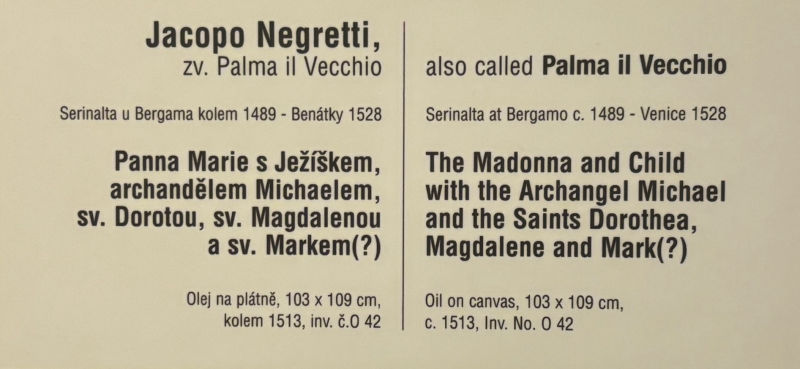 Jacopo Negretti,
zv. Palma il Vecchio
Serinalta u Bergama kolem 1489 - Benátky 1528
Panna Marie s Ježíškem,
archandělem Michaelem,
sv. Dorotou, sv. Magdalenou
a sv. Markem(?)
Olej na plátně, 103 x 109 cm,
kolem 1513, inv. č.O 42
also called Palma il Vecchio
Serinalta at Bergamo c. 1489 - Venice 1528
The Madonna and Child
with the Archangel Michael
and the Saints Dorothea,
Magdalene and Mark(?)
Oil on canvas, 103 x 109 cm,
c. 1513, Inv. No. O 42